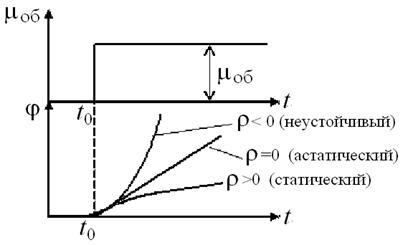 μоб
μоб
t₀ t
φ
ρ< 0 (неустойчивый)
ρ=0 (астатический)
ρ>0 (статический)
t₀ t